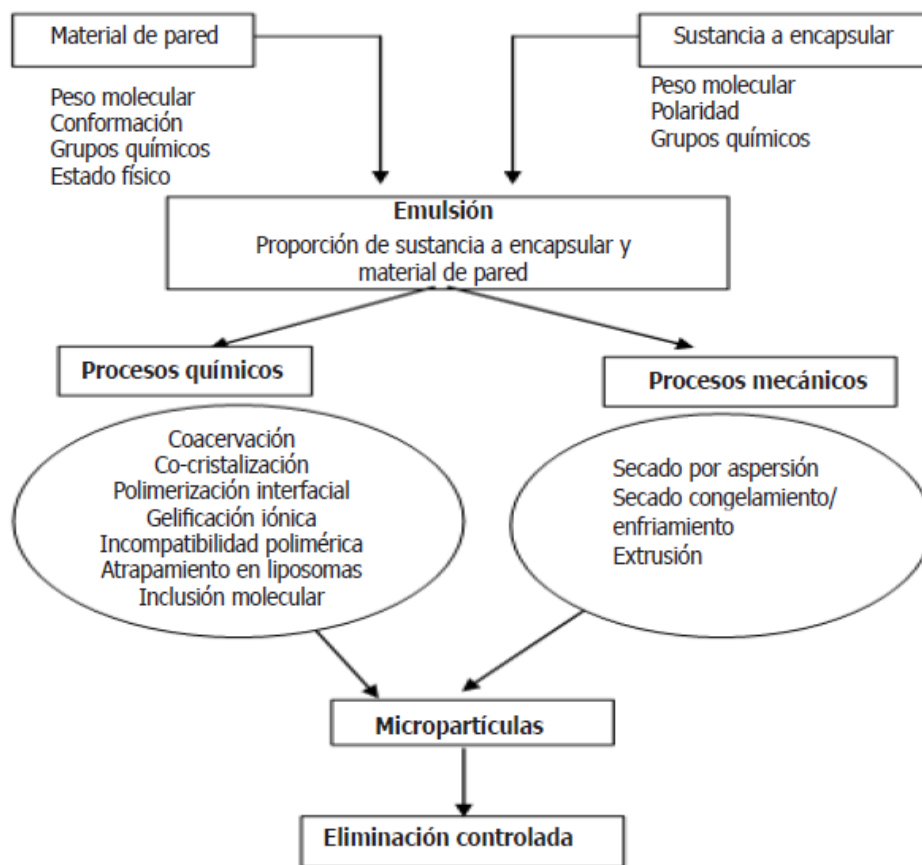 Material de pared
Sustancia a encapsular
Peso molecular
Conformación
Grupos químicos
Estado físico
Peso molecular
Polaridad
Grupos químicos
Emulsión
Proporción de sustancia a encapsular y
material de pared
Procesos químicos
Procesos mecánicos
Coacervación
Co-cristalización
Polimerización interfacial
Gelificación iónica
Incompatibilidad polimérica
Atrapamiento en liposomas
Inclusión molecular
Secado por aspersión
Secado congelamiento/
enfriamiento
Extrusión
Micropartículas
Eliminación controlada